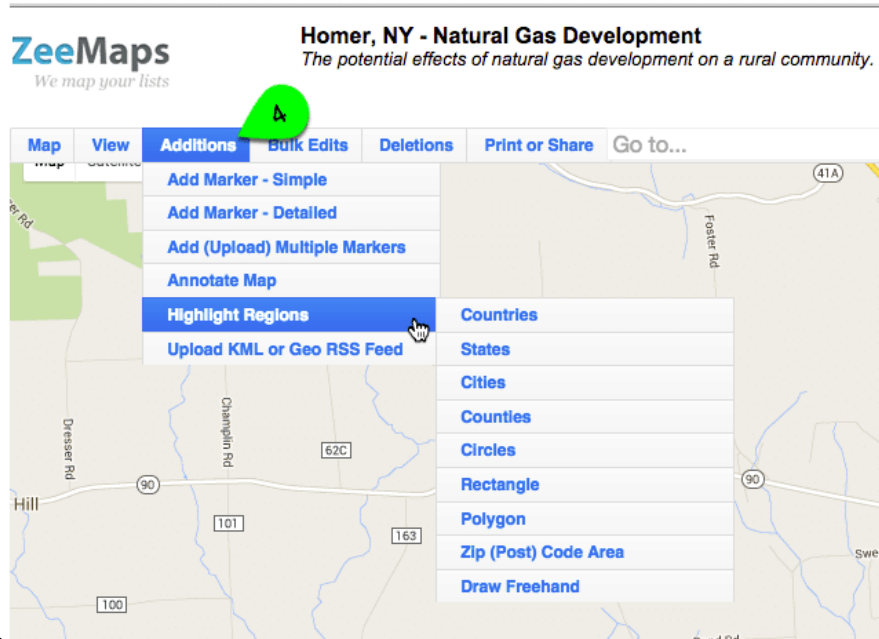 Homer, NY - Natural Gas Development
The potential effects of natural gas development on a rural community.
ZeeMaps
We map your lists
4
Map View Additions Bulk Edits Deletions Print or Share Go to...
Map Satellite
Add Marker - Simple
Add Marker - Detailed
Add (Upload) Multiple Markers
Annotate Map
Highlight Regions
Upload KML or Geo RSS Feed
Countries
States
Cities
Counties
Circles
Rectangle
Polygon
Zip (Post) Code Area
Draw Freehand
41A
Foster Rd
Champlin Rd
Dresser Rd
62C
90
90
Hill
101
163
100